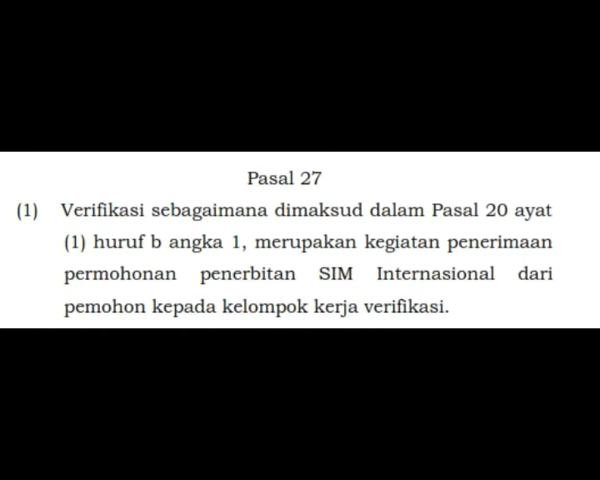 Pasal 27
(1) Verifikasi sebagaimana dimaksud dalam Pasal 20 ayat
(1) huruf b angka 1, merupakan kegiatan penerimaan
permohonan penerbitan SIM Internasional dari
pemohon kepada kelompok kerja verifikasi.